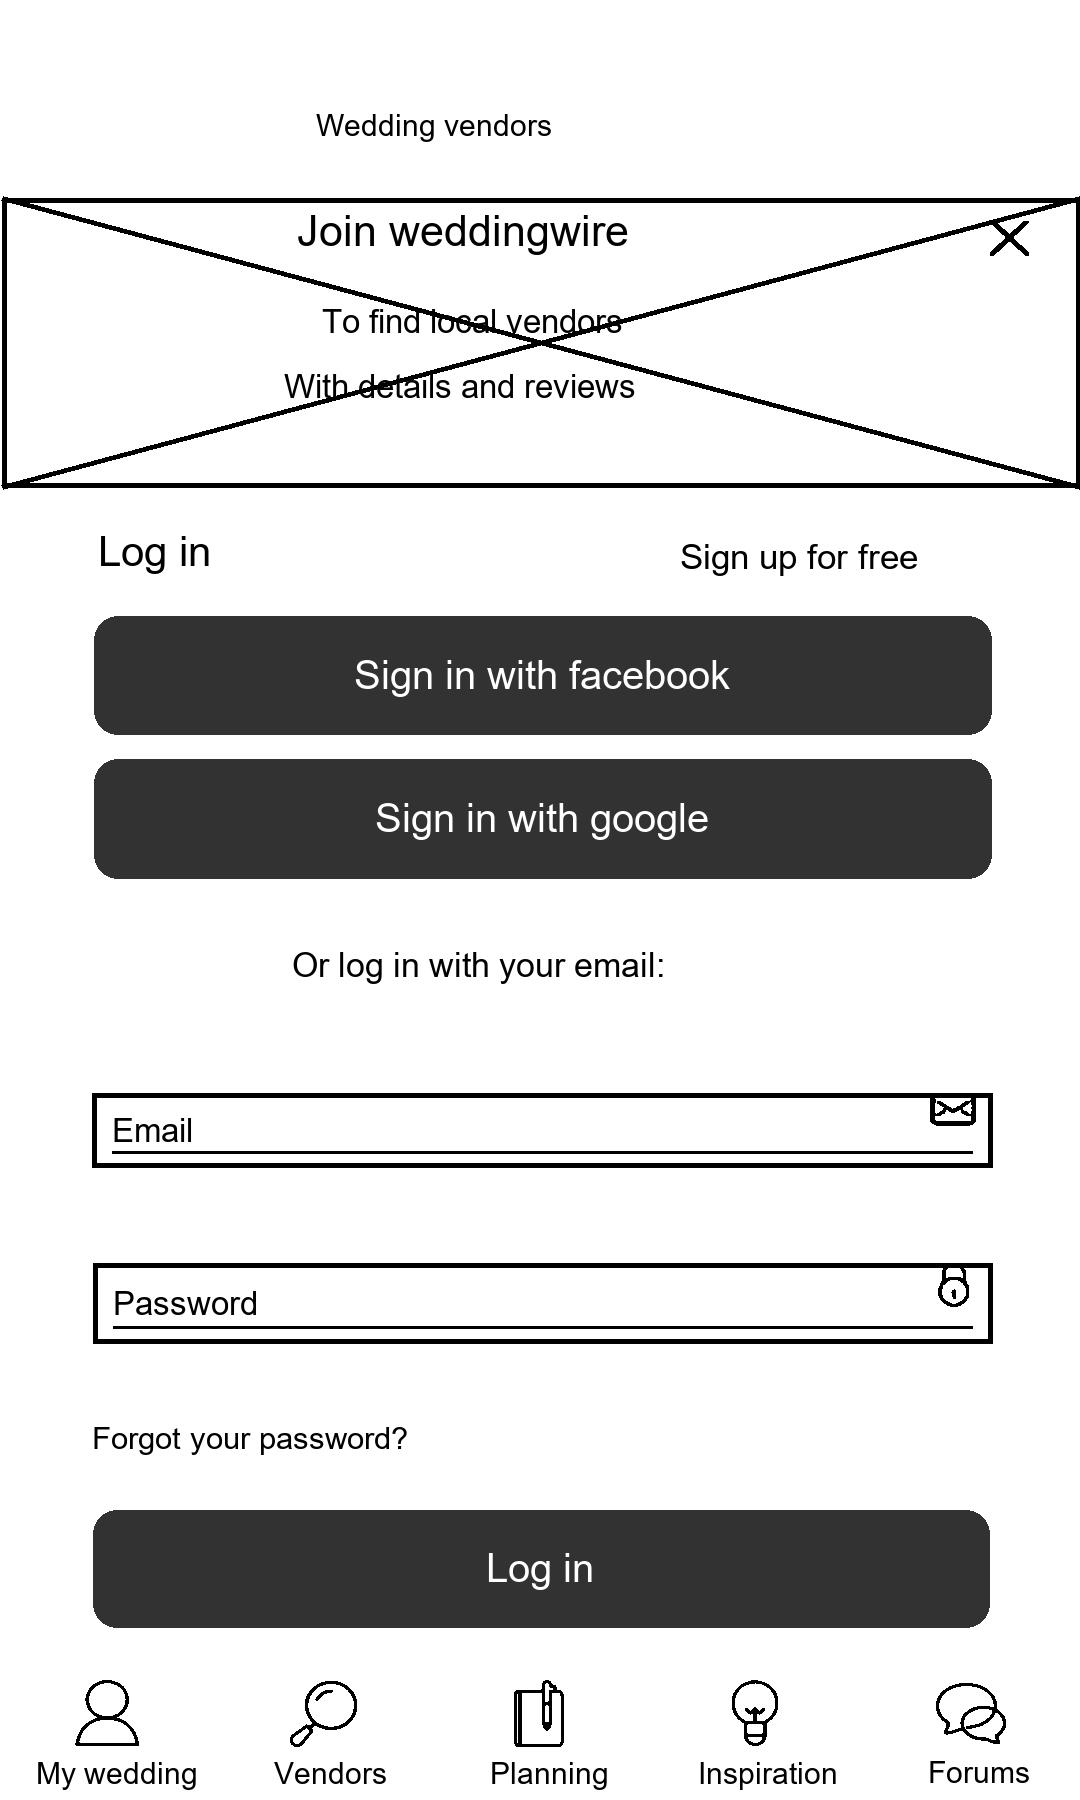 Wedding vendors
Join weddingwire
To find local vendors
With details and reviews
Log in
Sign up for free
Sign in with facebook
Sign in with google
Or log in with your email:
Email
Password
Forgot your password?
Log in
My wedding
Vendors
Planning
Inspiration
Forums